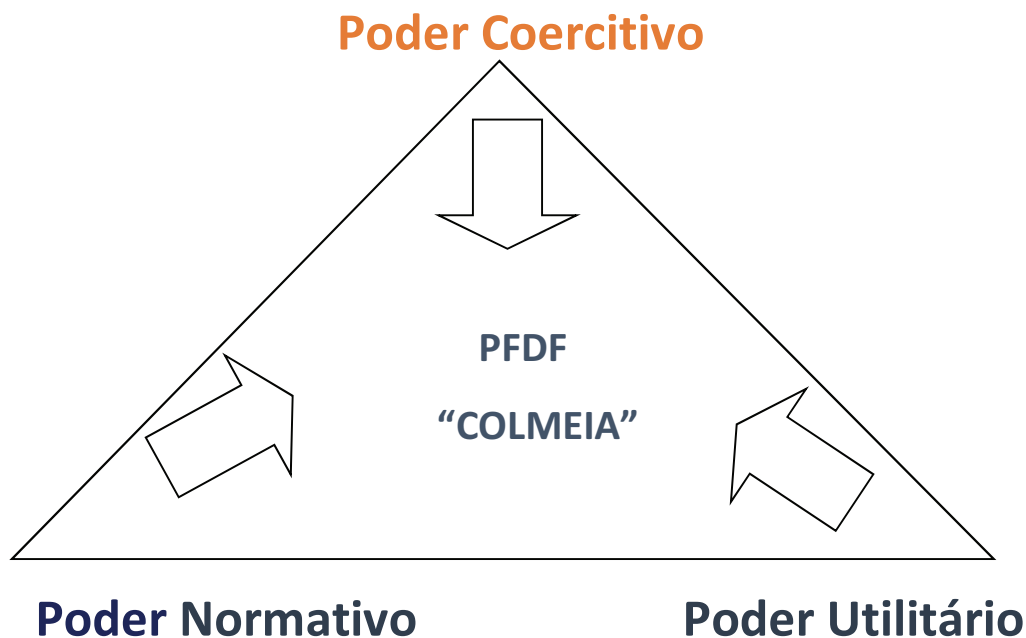 Poder Coercitivo
PFDF
“COLMEIA”
Poder Normativo
Poder Utilitário